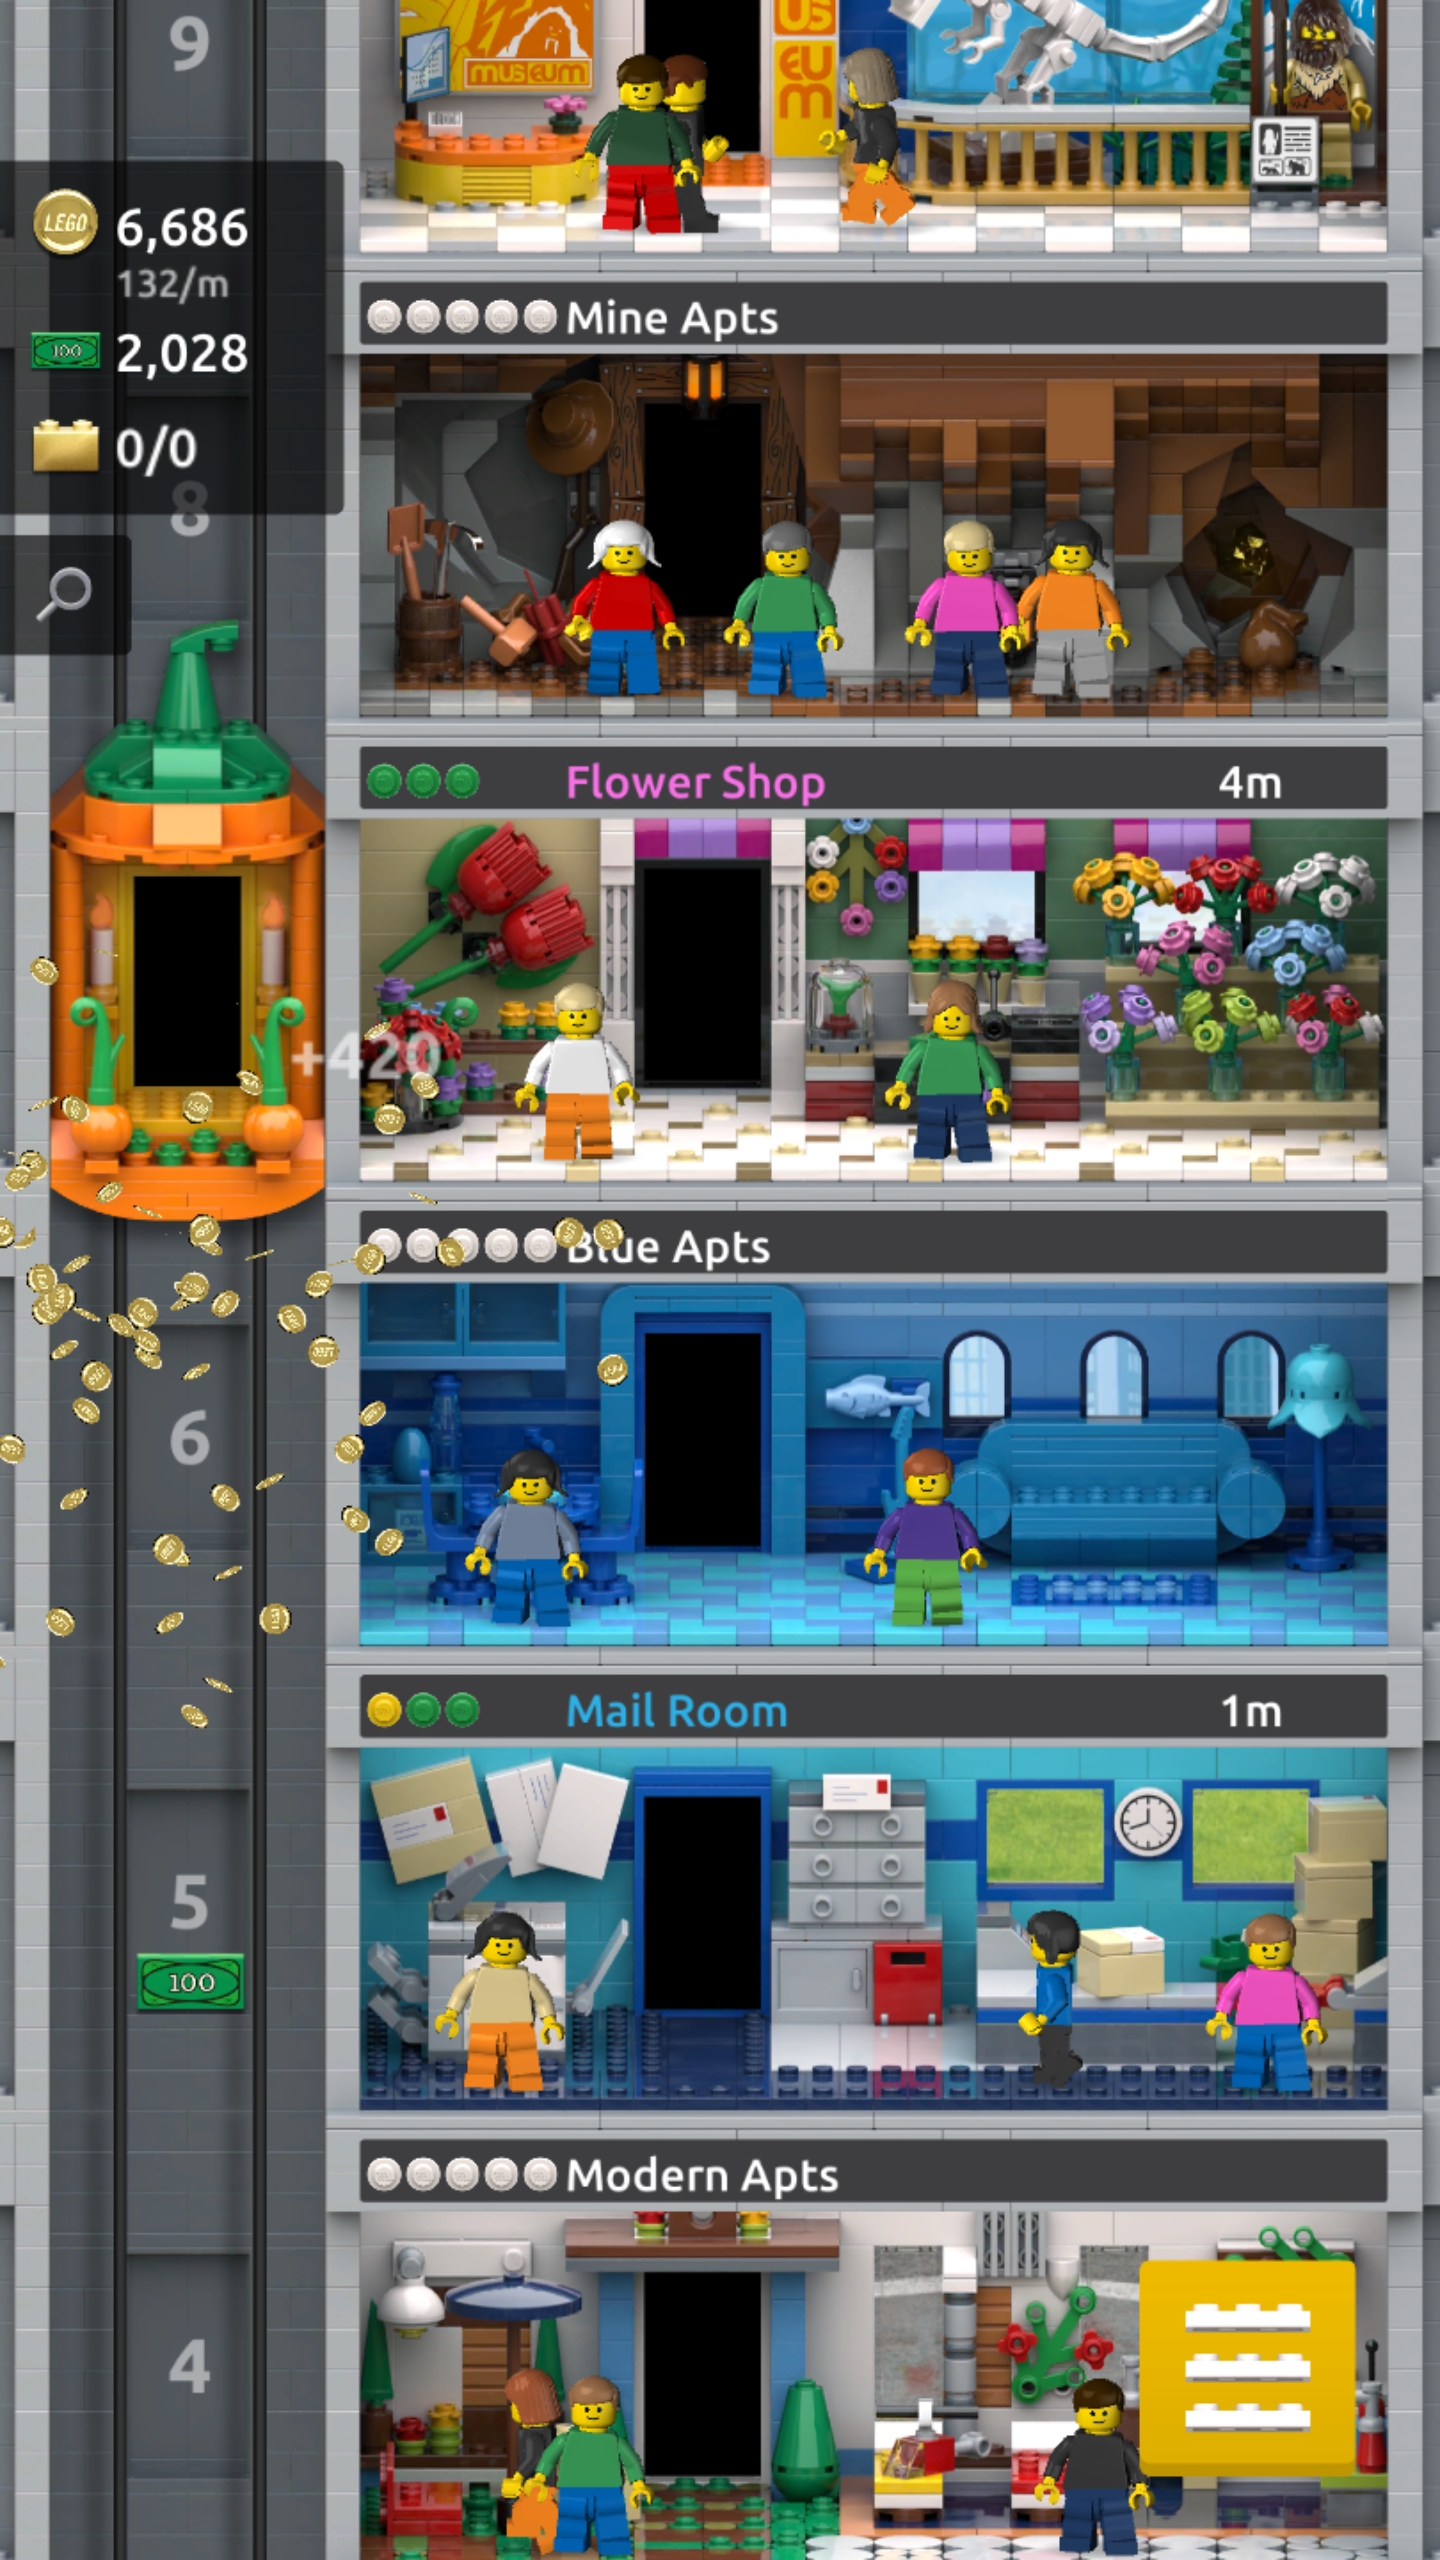 9
museum
US
EU
M
LEGO 6,686
132/m
100 2,028
0/0
8
Mine Apts
Flower Shop 4m
+420
Blue Apts
6
Mail Room 1m
5
100
Modern Apts
4